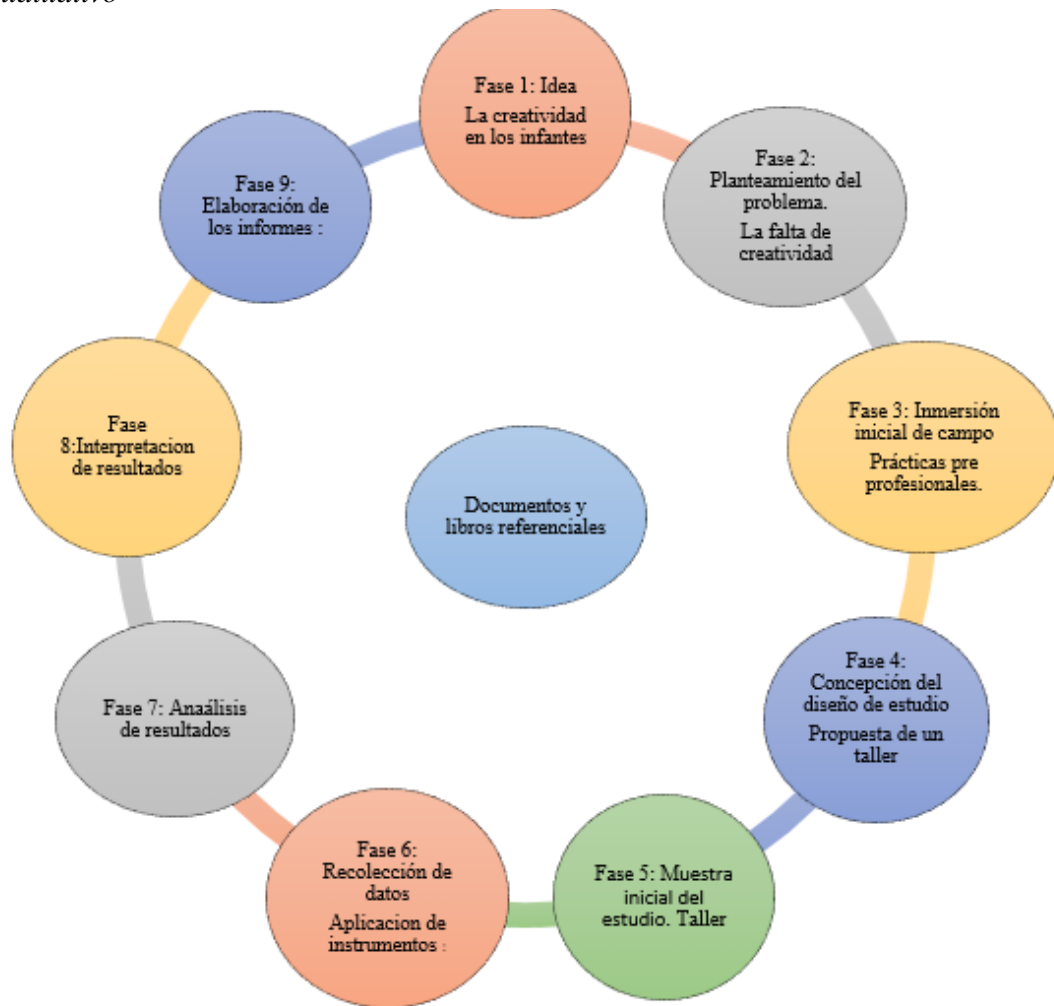 Fase 1: Idea
La creatividad
en los infantes
Fase 2:
Planteamiento del
problema.
La falta de
creatividad
Fase 3: Inmersión
inicial de campo
Prácticas pre
profesionales.
Fase 4:
Concepción del
diseño de estudio
Propuesta de un
taller
Fase 5: Muestra
inicial del
estudio. Taller
Fase 6:
Recolección de
datos
Aplicacion de
instrumentos :
Fase 7: Anaálisis
de resultados
Fase
8:Interpretacion
de resultados
Fase 9:
Elaboración de
los informes :
Documentos y
libros referenciales